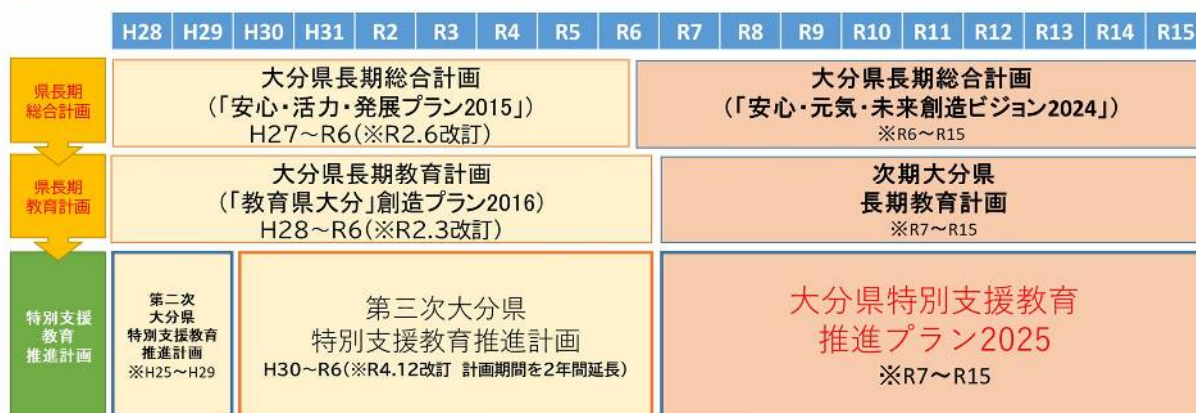 H28 H29 H30 H31 R2 R3 R4 R5 R6 R7 R8 R9 R10 R11 R12 R13 R14 R15
県長期
総合計画
大分県長期総合計画
(「安心・活力・発展プラン2015」)
H27～R6(※R2.6改訂)
大分県長期総合計画
(「安心・元気・未来創造ビジョン2024」)
※R6～R15
県長期
教育計画
大分県長期教育計画
(「教育県大分」創造プラン2016)
H28～R6(※R2.3改訂)
次期大分県
長期教育計画
※R7～R15
特別支援
教育
推進計画
第二次
大分県
特別支援教育
推進計画
※H25～H29
第三次大分県
特別支援教育推進計画
H30～R6(※R4.12改訂 計画期間を2年間延長)
大分県特別支援教育
推進プラン2025
※R7～R15